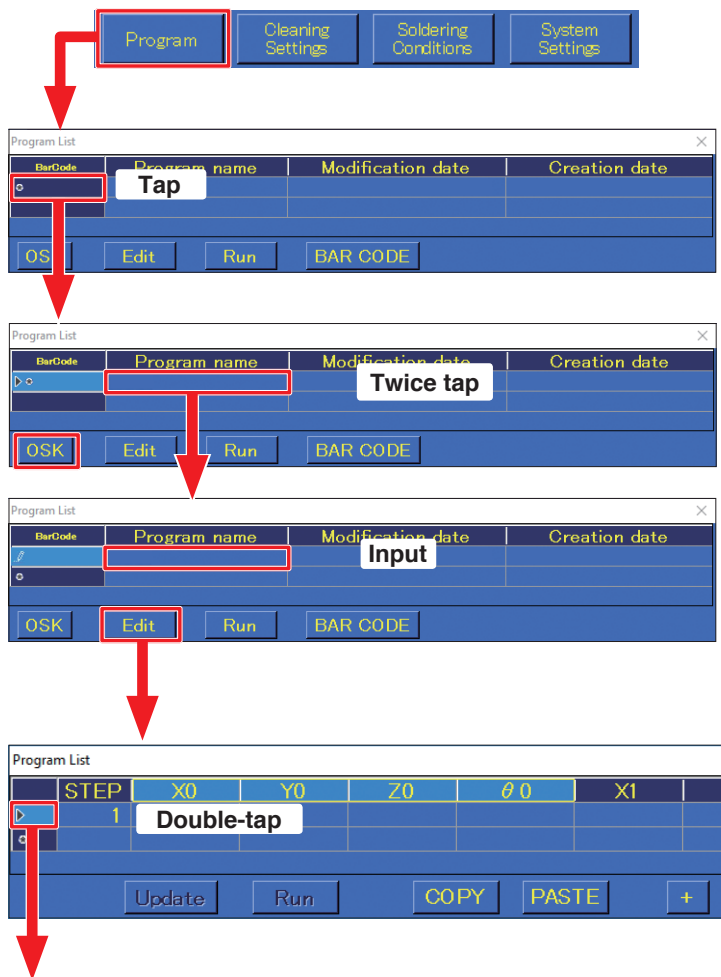 Program
Cleaning
Settings
Soldering
Conditions
System
Settings
Program List
BarCode Program name Modification date Creation date
Tap
OS Edit Run BAR CODE
Program List
BarCode Program name Modification date Creation date
Twice tap
OSK Edit Run BAR CODE
Program List
BarCode Program name Modification date Creation date
Input
OSK Edit Run BAR CODE
Program List
STEP X0 Y0 Z0 θ0 X1
1 Double-tap
Update Run COPY PASTE +